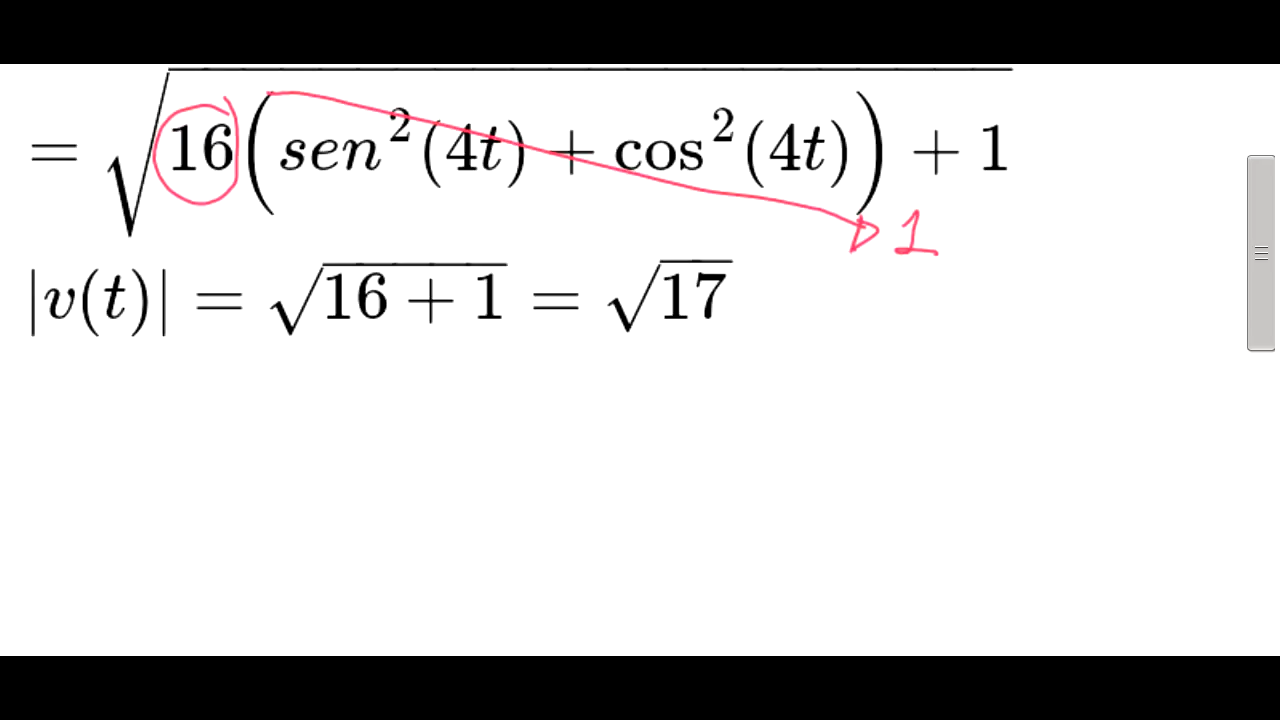 = √16(sen²(4t) + cos²(4t)) + 1
1
|v(t)| = √16 + 1 = √17